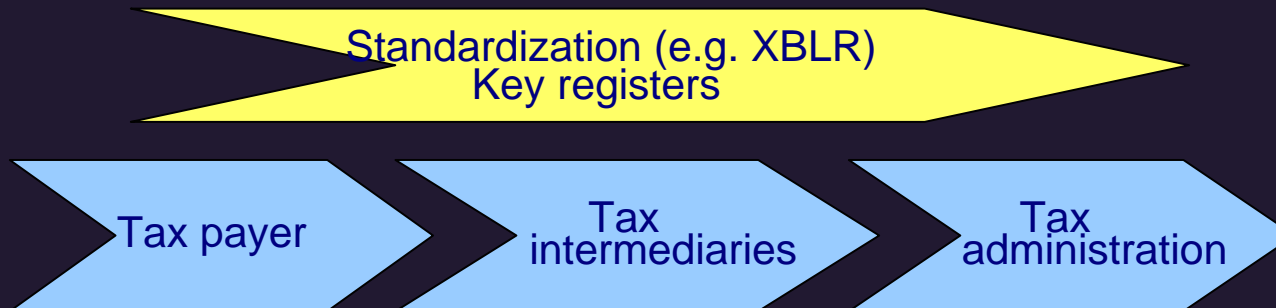 Standardization (e.g. XBLR)
Key registers
Tax payer
Tax
intermediaries
Tax
administration